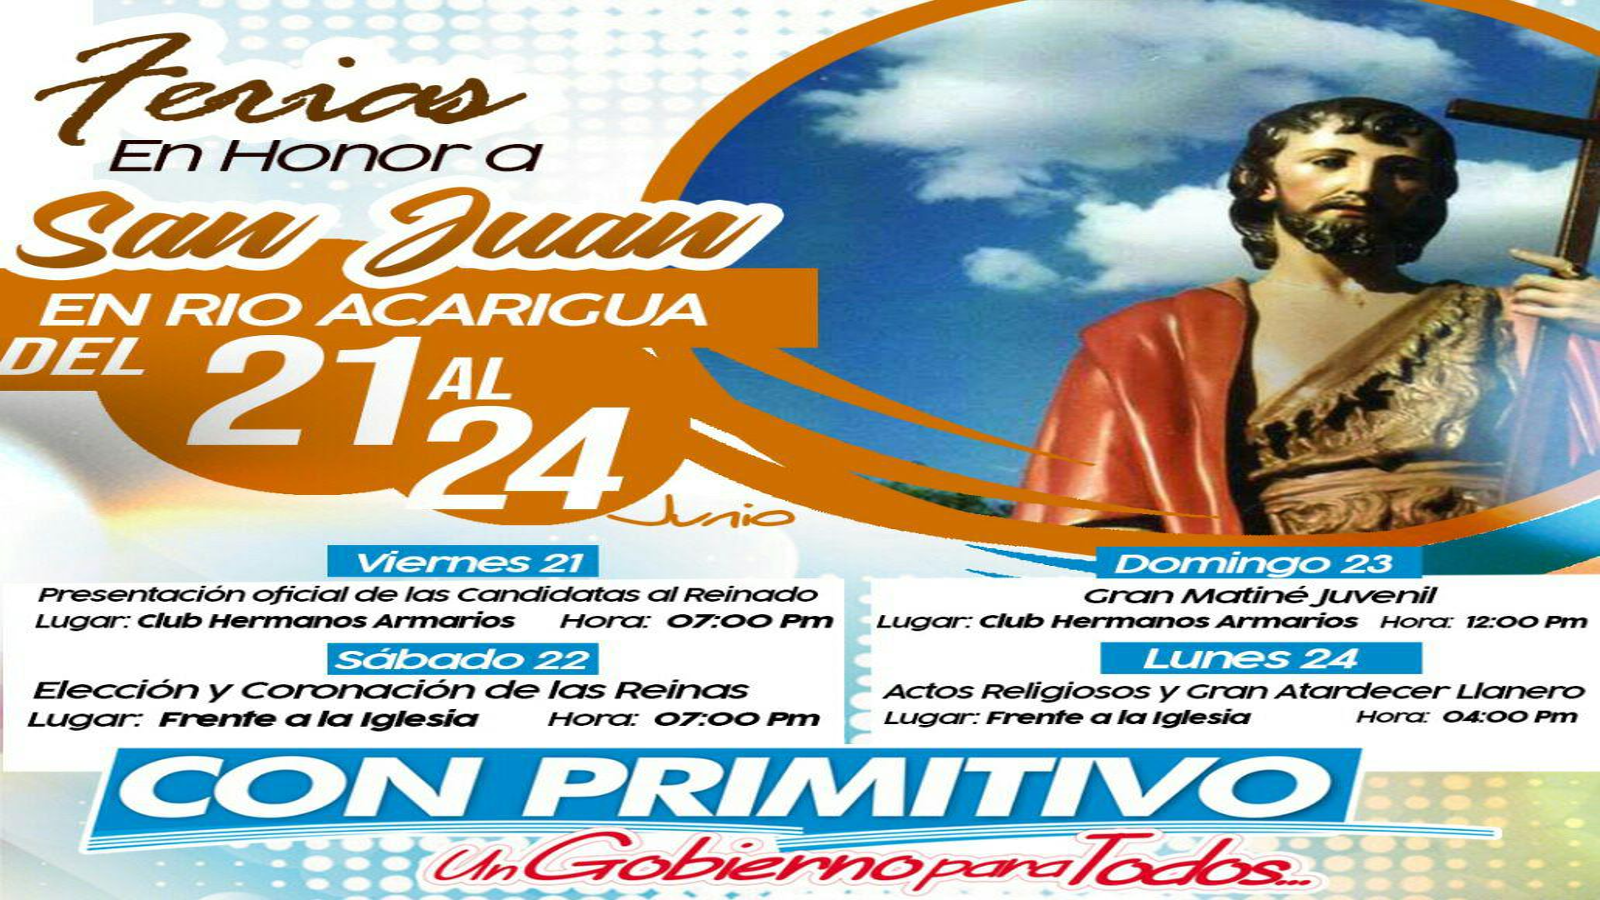 Ferias
En Honor a
San Juan
EN RIO ACARIGUA
DEL 21 AL 24
Junio
Viernes 21
Presentación oficial de las Candidatas al Reinado
Lugar: Club Hermanos Armarios Hora: 07:00 Pm
Sábado 22
Elección y Coronación de las Reinas
Lugar: Frente a la Iglesia Hora: 07:00 Pm
Domingo 23
Gran Matiné Juvenil
Lugar: Club Hermanos Armarios Hora: 12:00 Pm
Lunes 24
Actos Religiosos y Gran Atardecer Llanero
Lugar: Frente a la Iglesia Hora: 04:00 Pm
CON PRIMITIVO
Un Gobierno para Todos...